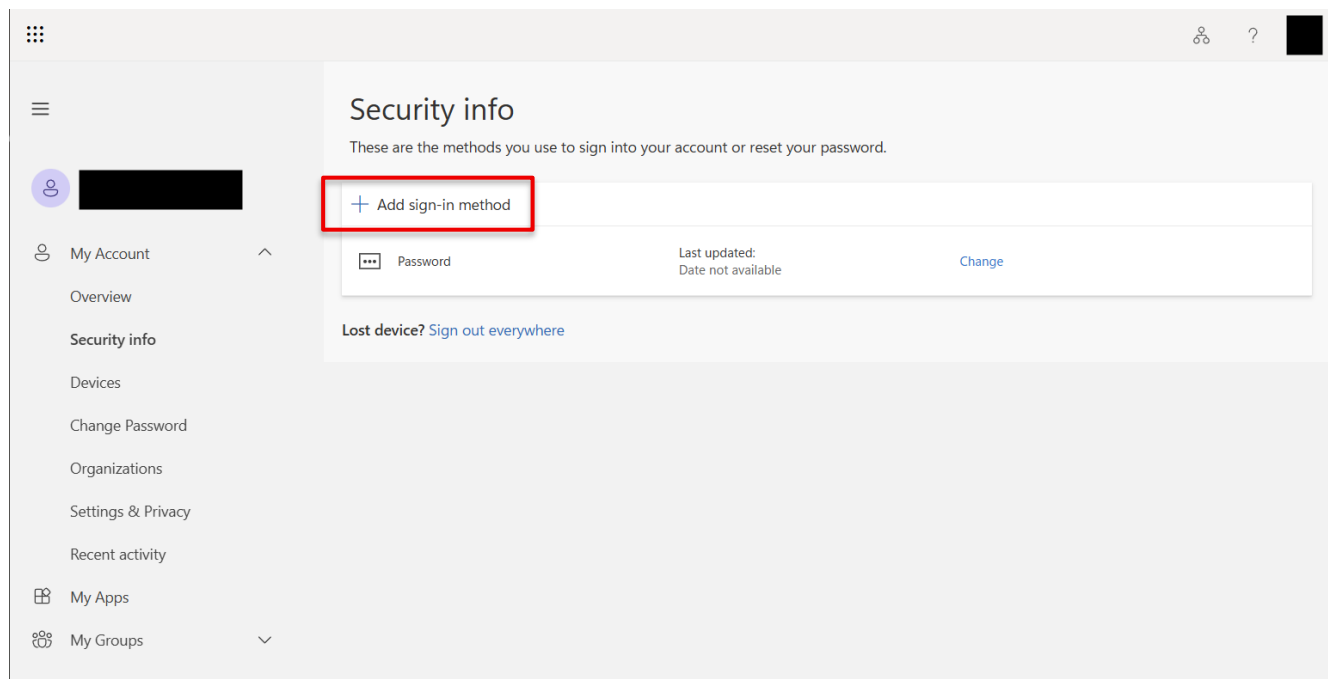 ?
Security info
These are the methods you use to sign into your account or reset your password.
Add sign-in method
Password
Last updated:
Date not available
Change
Lost device? Sign out everywhere
My Account
Overview
Security info
Devices
Change Password
Organizations
Settings & Privacy
Recent activity
My Apps
My Groups